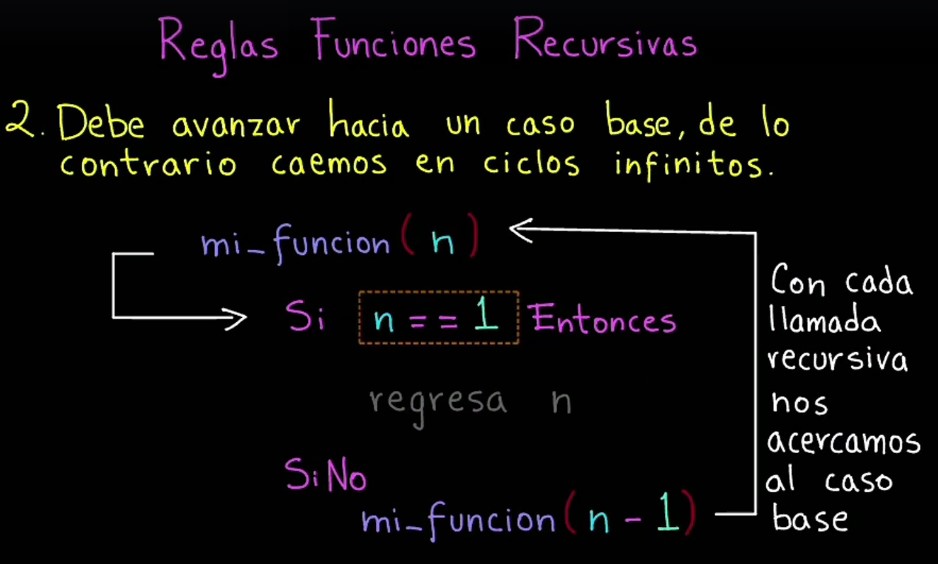 Reglas Funciones Recursivas
2. Debe avanzar hacia un caso base, de lo
contrario caemos en ciclos infinitos.
mi_funcion(n)
Si n == 1 Entonces
regresa n
SiNo
mi_funcion(n - 1)
Con cada
llamada
recursiva
nos
acercamos
al caso
base